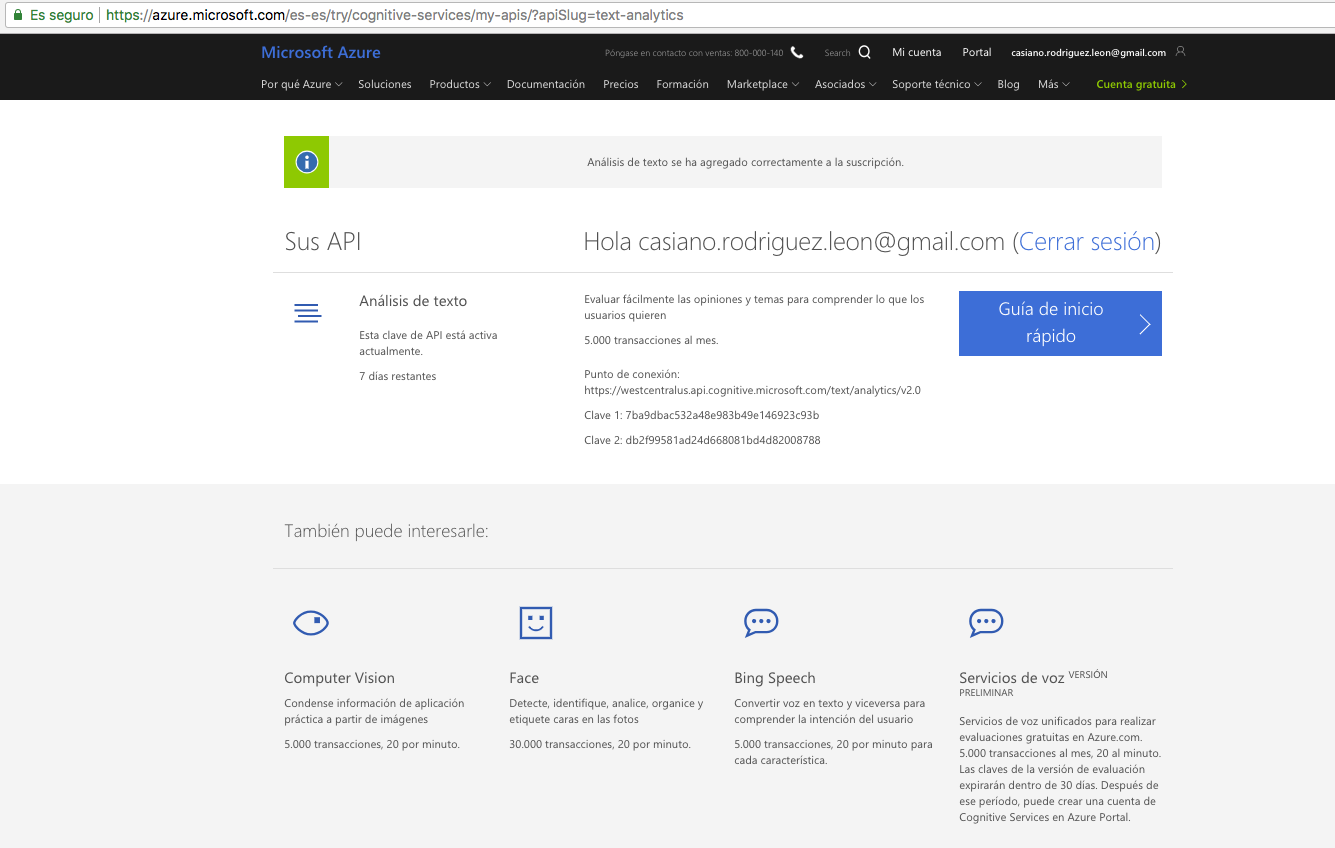 Es seguro https://azure.microsoft.com/es-es/try/cognitive-services/my-apis/?apiSlug=text-analytics
Microsoft Azure
Póngase en contacto con ventas: 800-000-140
Search
Mi cuenta
Portal
casiano.rodriguez.leon@gmail.com
Por qué Azure
Soluciones
Productos
Documentación
Precios
Formación
Marketplace
Asociados
Soporte técnico
Blog
Más
Cuenta gratuita
Análisis de texto se ha agregado correctamente a la suscripción.
Sus API
Hola casiano.rodriguez.leon@gmail.com (Cerrar sesión)
Análisis de texto
Esta clave de API está activa
actualmente.
7 días restantes
Evaluar fácilmente las opiniones y temas para comprender lo que los
usuarios quieren
5.000 transacciones al mes.
Punto de conexión:
https://westcentralus.api.cognitive.microsoft.com/text/analytics/v2.0
Clave 1: 7ba9dbac532a48e983b49e146923c93b
Clave 2: db2f99581ad24d668081bd4d82008788
Guía de inicio
rápido
También puede interesarle:
Computer Vision
Condense información de aplicación
práctica a partir de imágenes
5.000 transacciones, 20 por minuto.
Face
Detecte, identifique, analice, organice y
etiquete caras en las fotos
30.000 transacciones, 20 por minuto.
Bing Speech
Convertir voz en texto y viceversa para
comprender la intención del usuario
5.000 transacciones, 20 por minuto para
cada característica.
Servicios de voz VERSIÓN
PRELIMINAR
Servicios de voz unificados para realizar
evaluaciones gratuitas en Azure.com.
5.000 transacciones al mes, 20 al minuto.
Las claves de la versión de evaluación
expirarán dentro de 30 días. Después de
ese período, puede crear una cuenta de
Cognitive Services en Azure Portal.